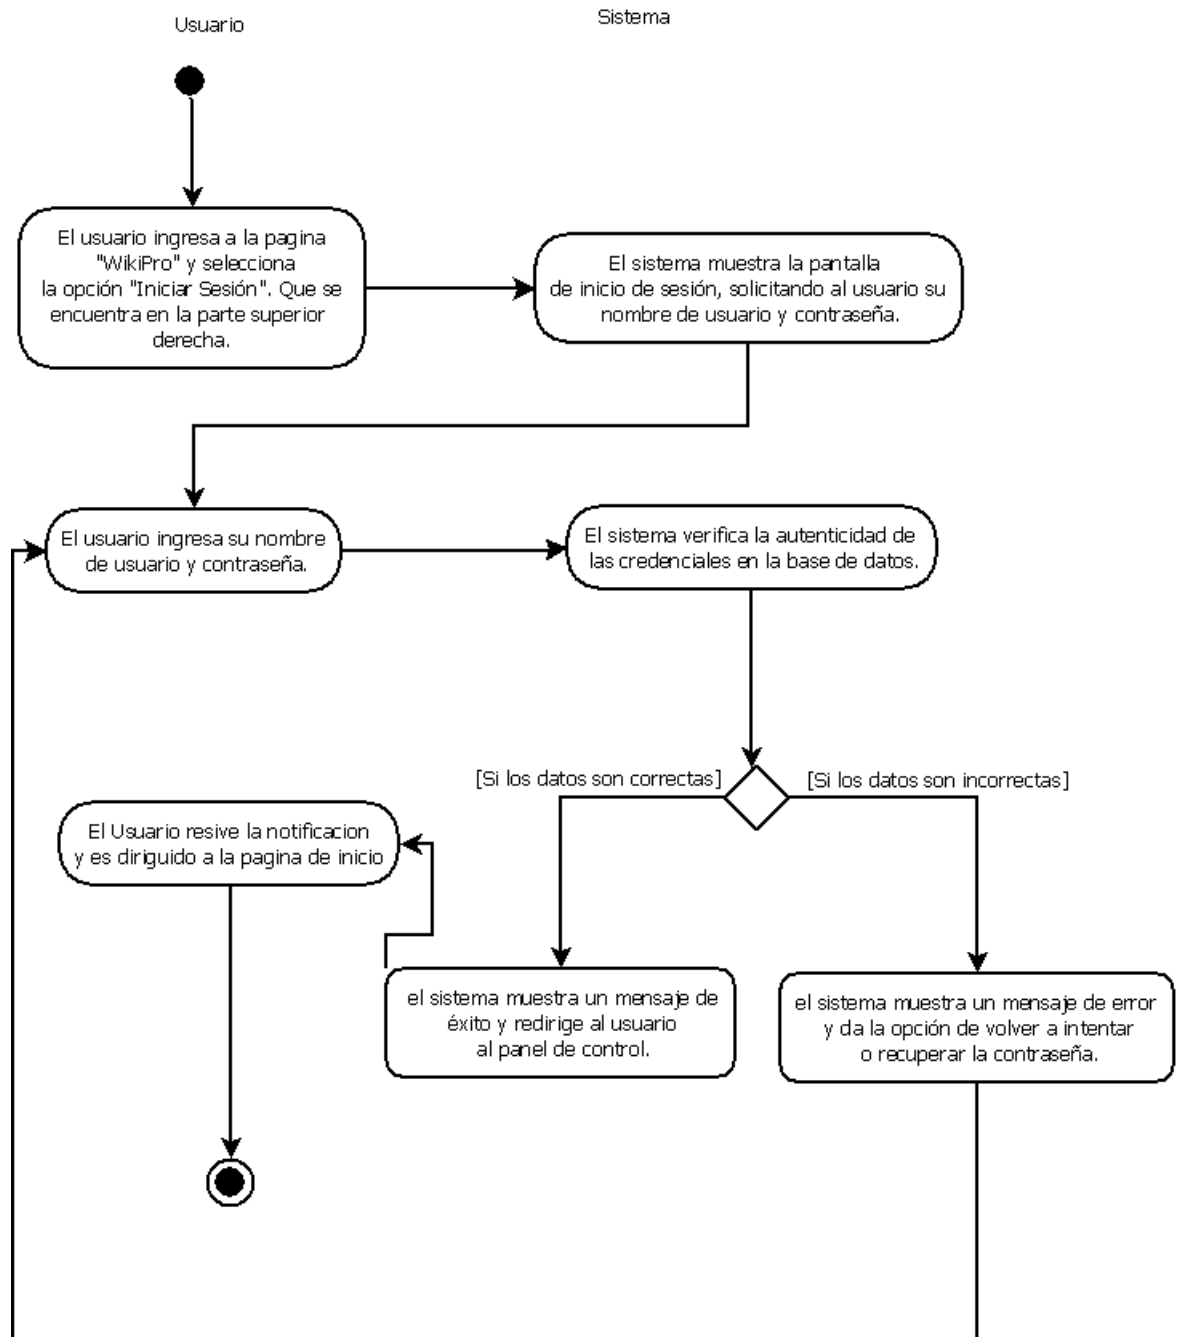 Usuario
Sistema
El usuario ingresa a la pagina
"WikiPro" y selecciona
la opción "Iniciar Sesión". Que se
encuentra en la parte superior
derecha.
El sistema muestra la pantalla
de inicio de sesión, solicitando al usuario su
nombre de usuario y contraseña.
El usuario ingresa su nombre
de usuario y contraseña.
El sistema verifica la autenticidad de
las credenciales en la base de datos.
[Si los datos son correctas]
[Si los datos son incorrectas]
El Usuario resive la notificacion
y es diriguido a la pagina de inicio
el sistema muestra un mensaje de
éxito y redirige al usuario
al panel de control.
el sistema muestra un mensaje de error
y da la opción de volver a intentar
o recuperar la contraseña.